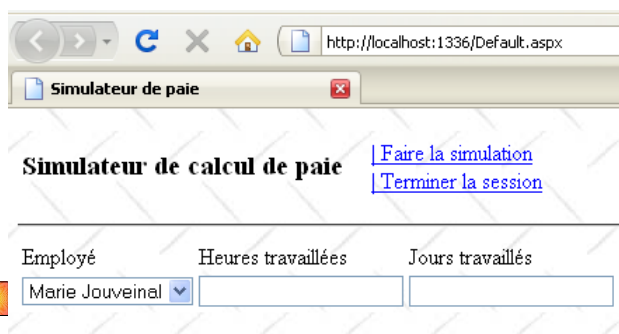 http://localhost:1336/Default.aspx
Simulateur de paie
Simulateur de calcul de paie
| Faire la simulation
| Terminer la session
Employé Heures travaillées Jours travaillés
Marie Jouveinal